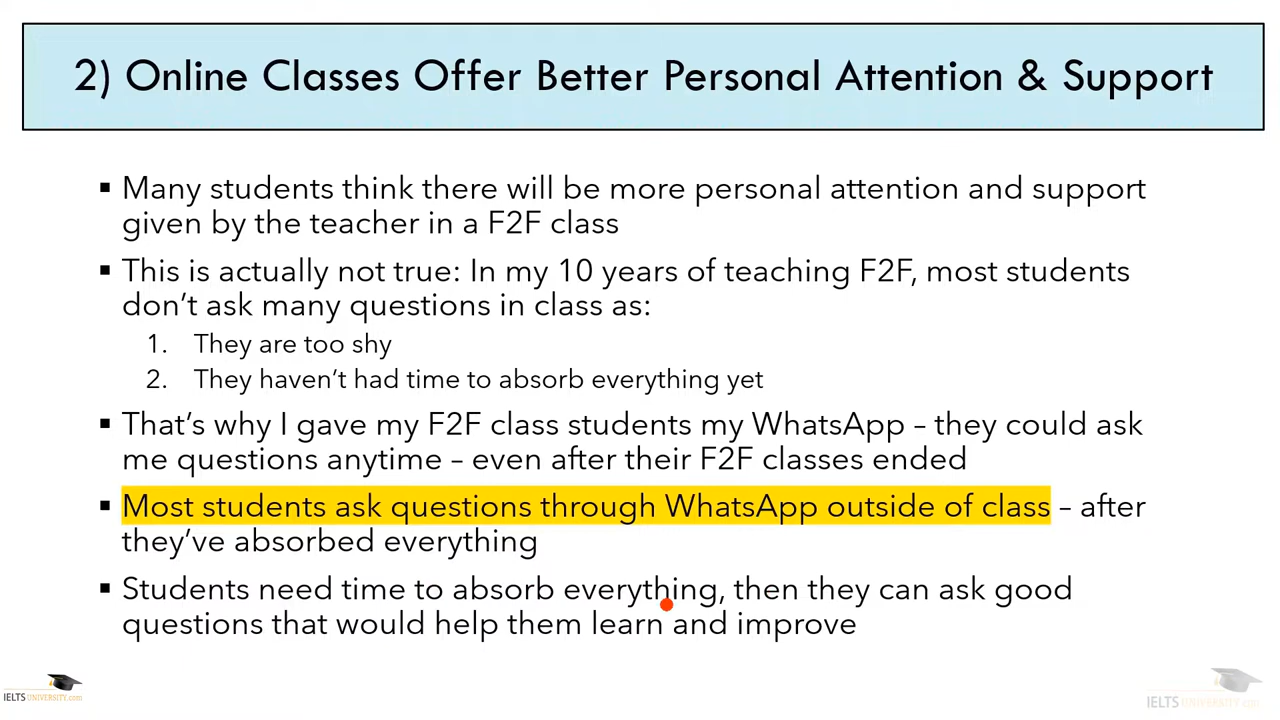 2) Online Classes Offer Better Personal Attention & Support
▪ Many students think there will be more personal attention and support
given by the teacher in a F2F class
▪ This is actually not true: In my 10 years of teaching F2F, most students
don’t ask many questions in class as:
1. They are too shy
2. They haven’t had time to absorb everything yet
▪ That’s why I gave my F2F class students my WhatsApp – they could ask
me questions anytime – even after their F2F classes ended
▪ Most students ask questions through WhatsApp outside of class – after
they’ve absorbed everything
▪ Students need time to absorb everything, then they can ask good
questions that would help them learn and improve
IELTS UNIVERSITY.com
IELTS UNIVERSITY.com